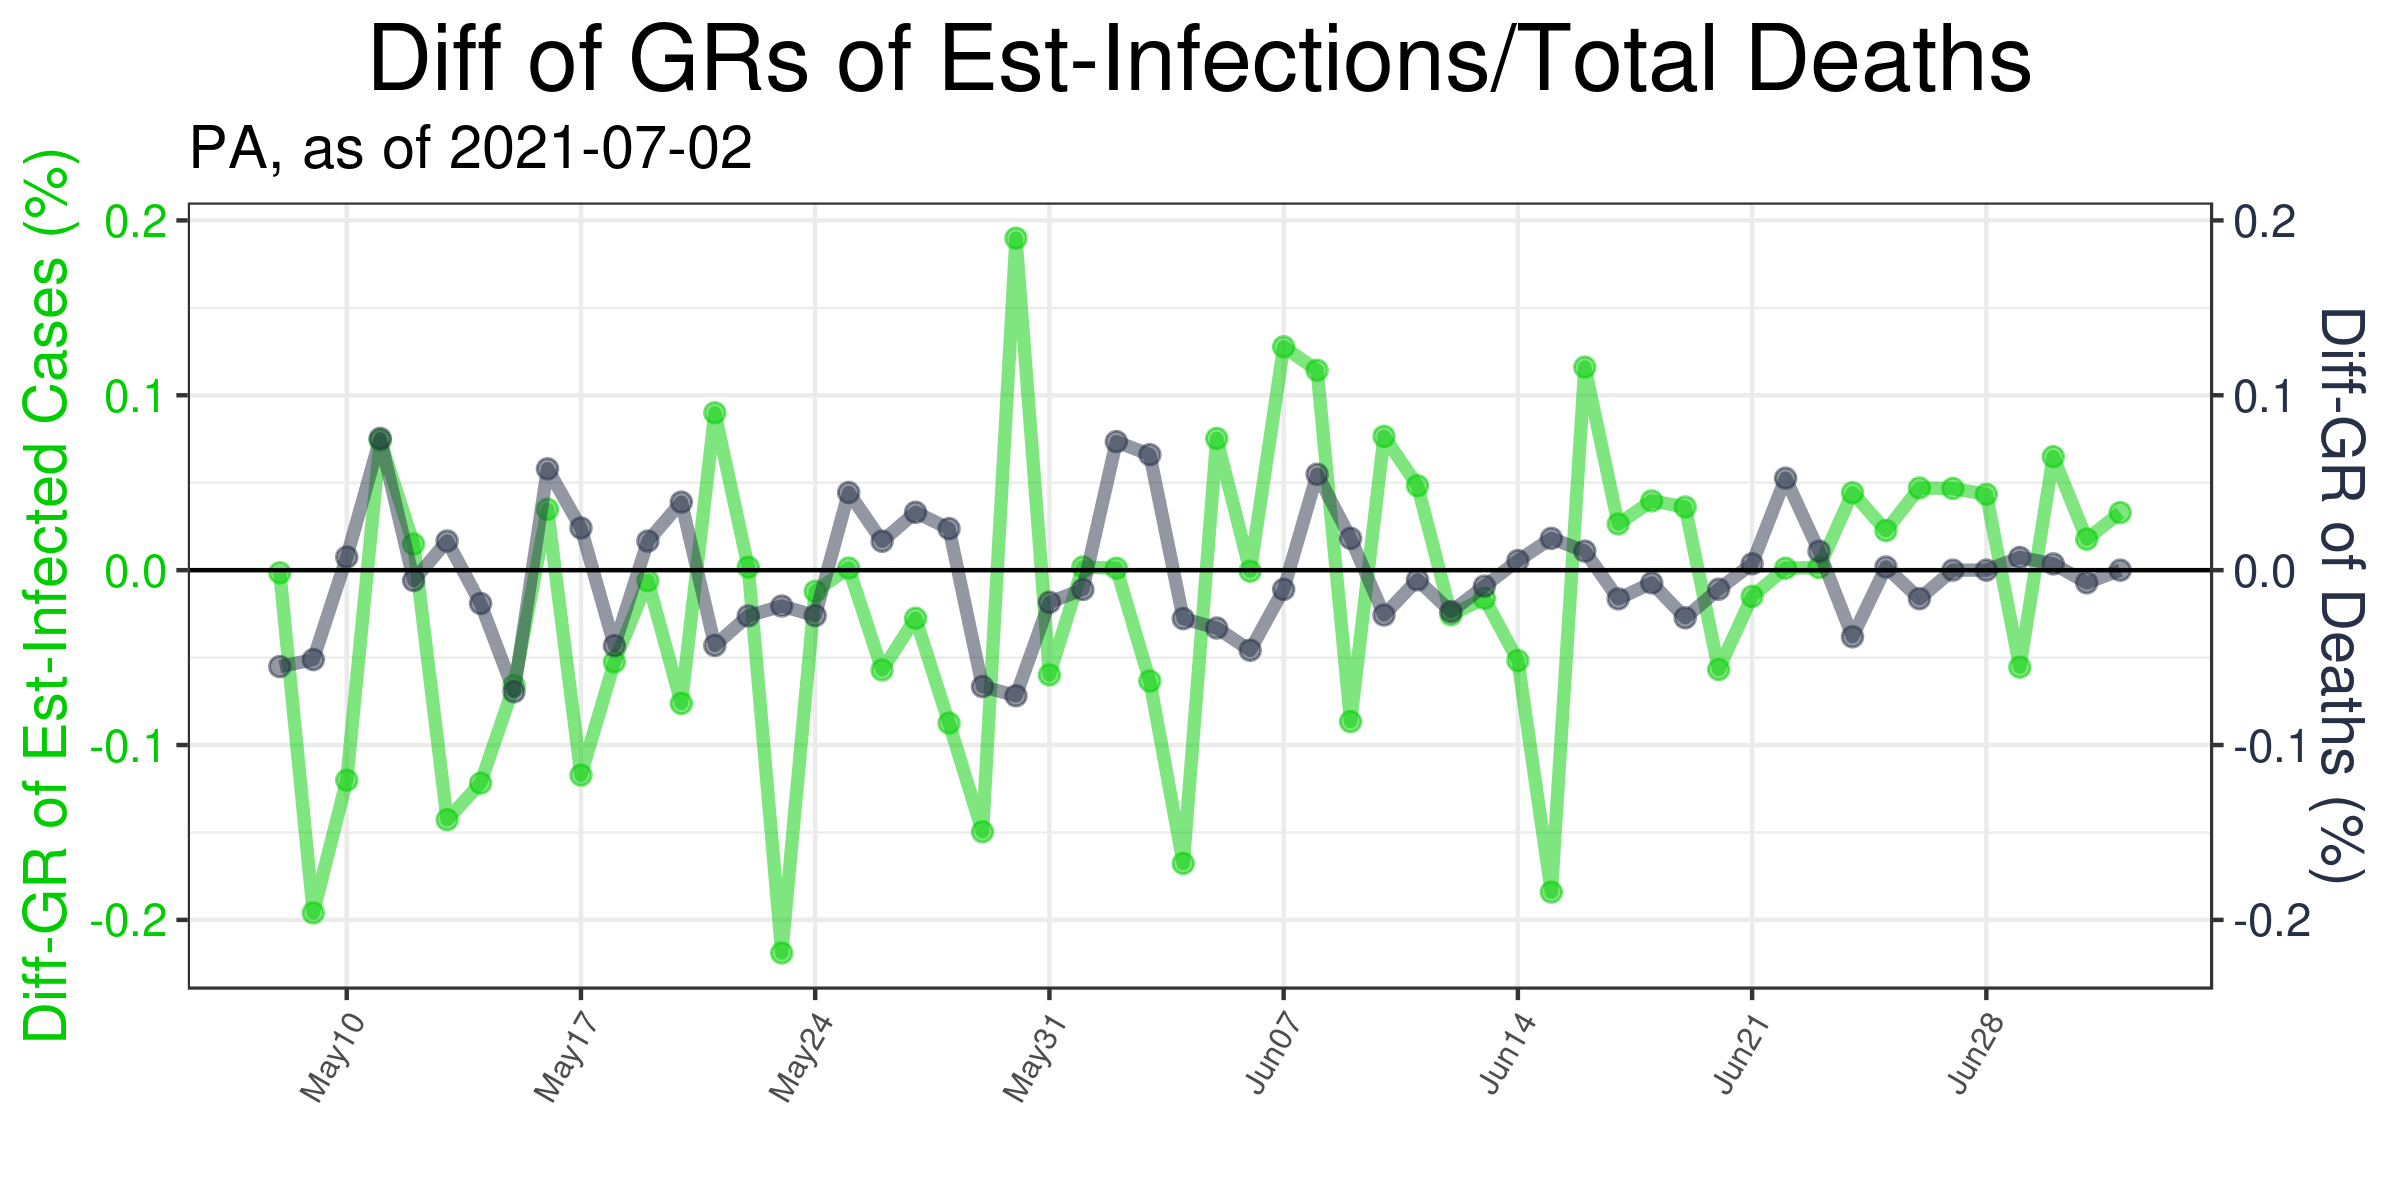 Diff of GRs of Est-Infections/Total Deaths
PA, as of 2021-07-02
Diff-GR of Est-Infected Cases (%)
0.2
0.1
0.0
-0.1
-0.2
0.2
0.1
0.0
-0.1
-0.2
Diff-GR of Deaths (%)
May10
May17
May24
May31
Jun07
Jun14
Jun21
Jun28